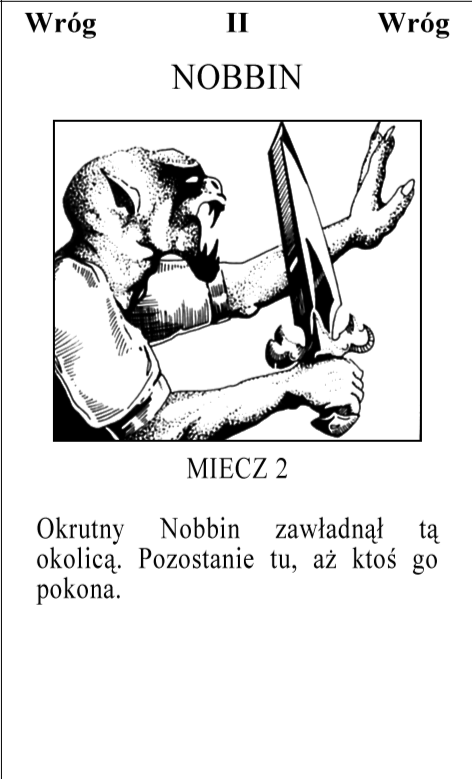 Wróg II Wróg
NOBBIN
MIECZ 2
Okrutny Nobbin zawładnął tą
okolicą. Pozostanie tu, aż ktoś go
pokona.